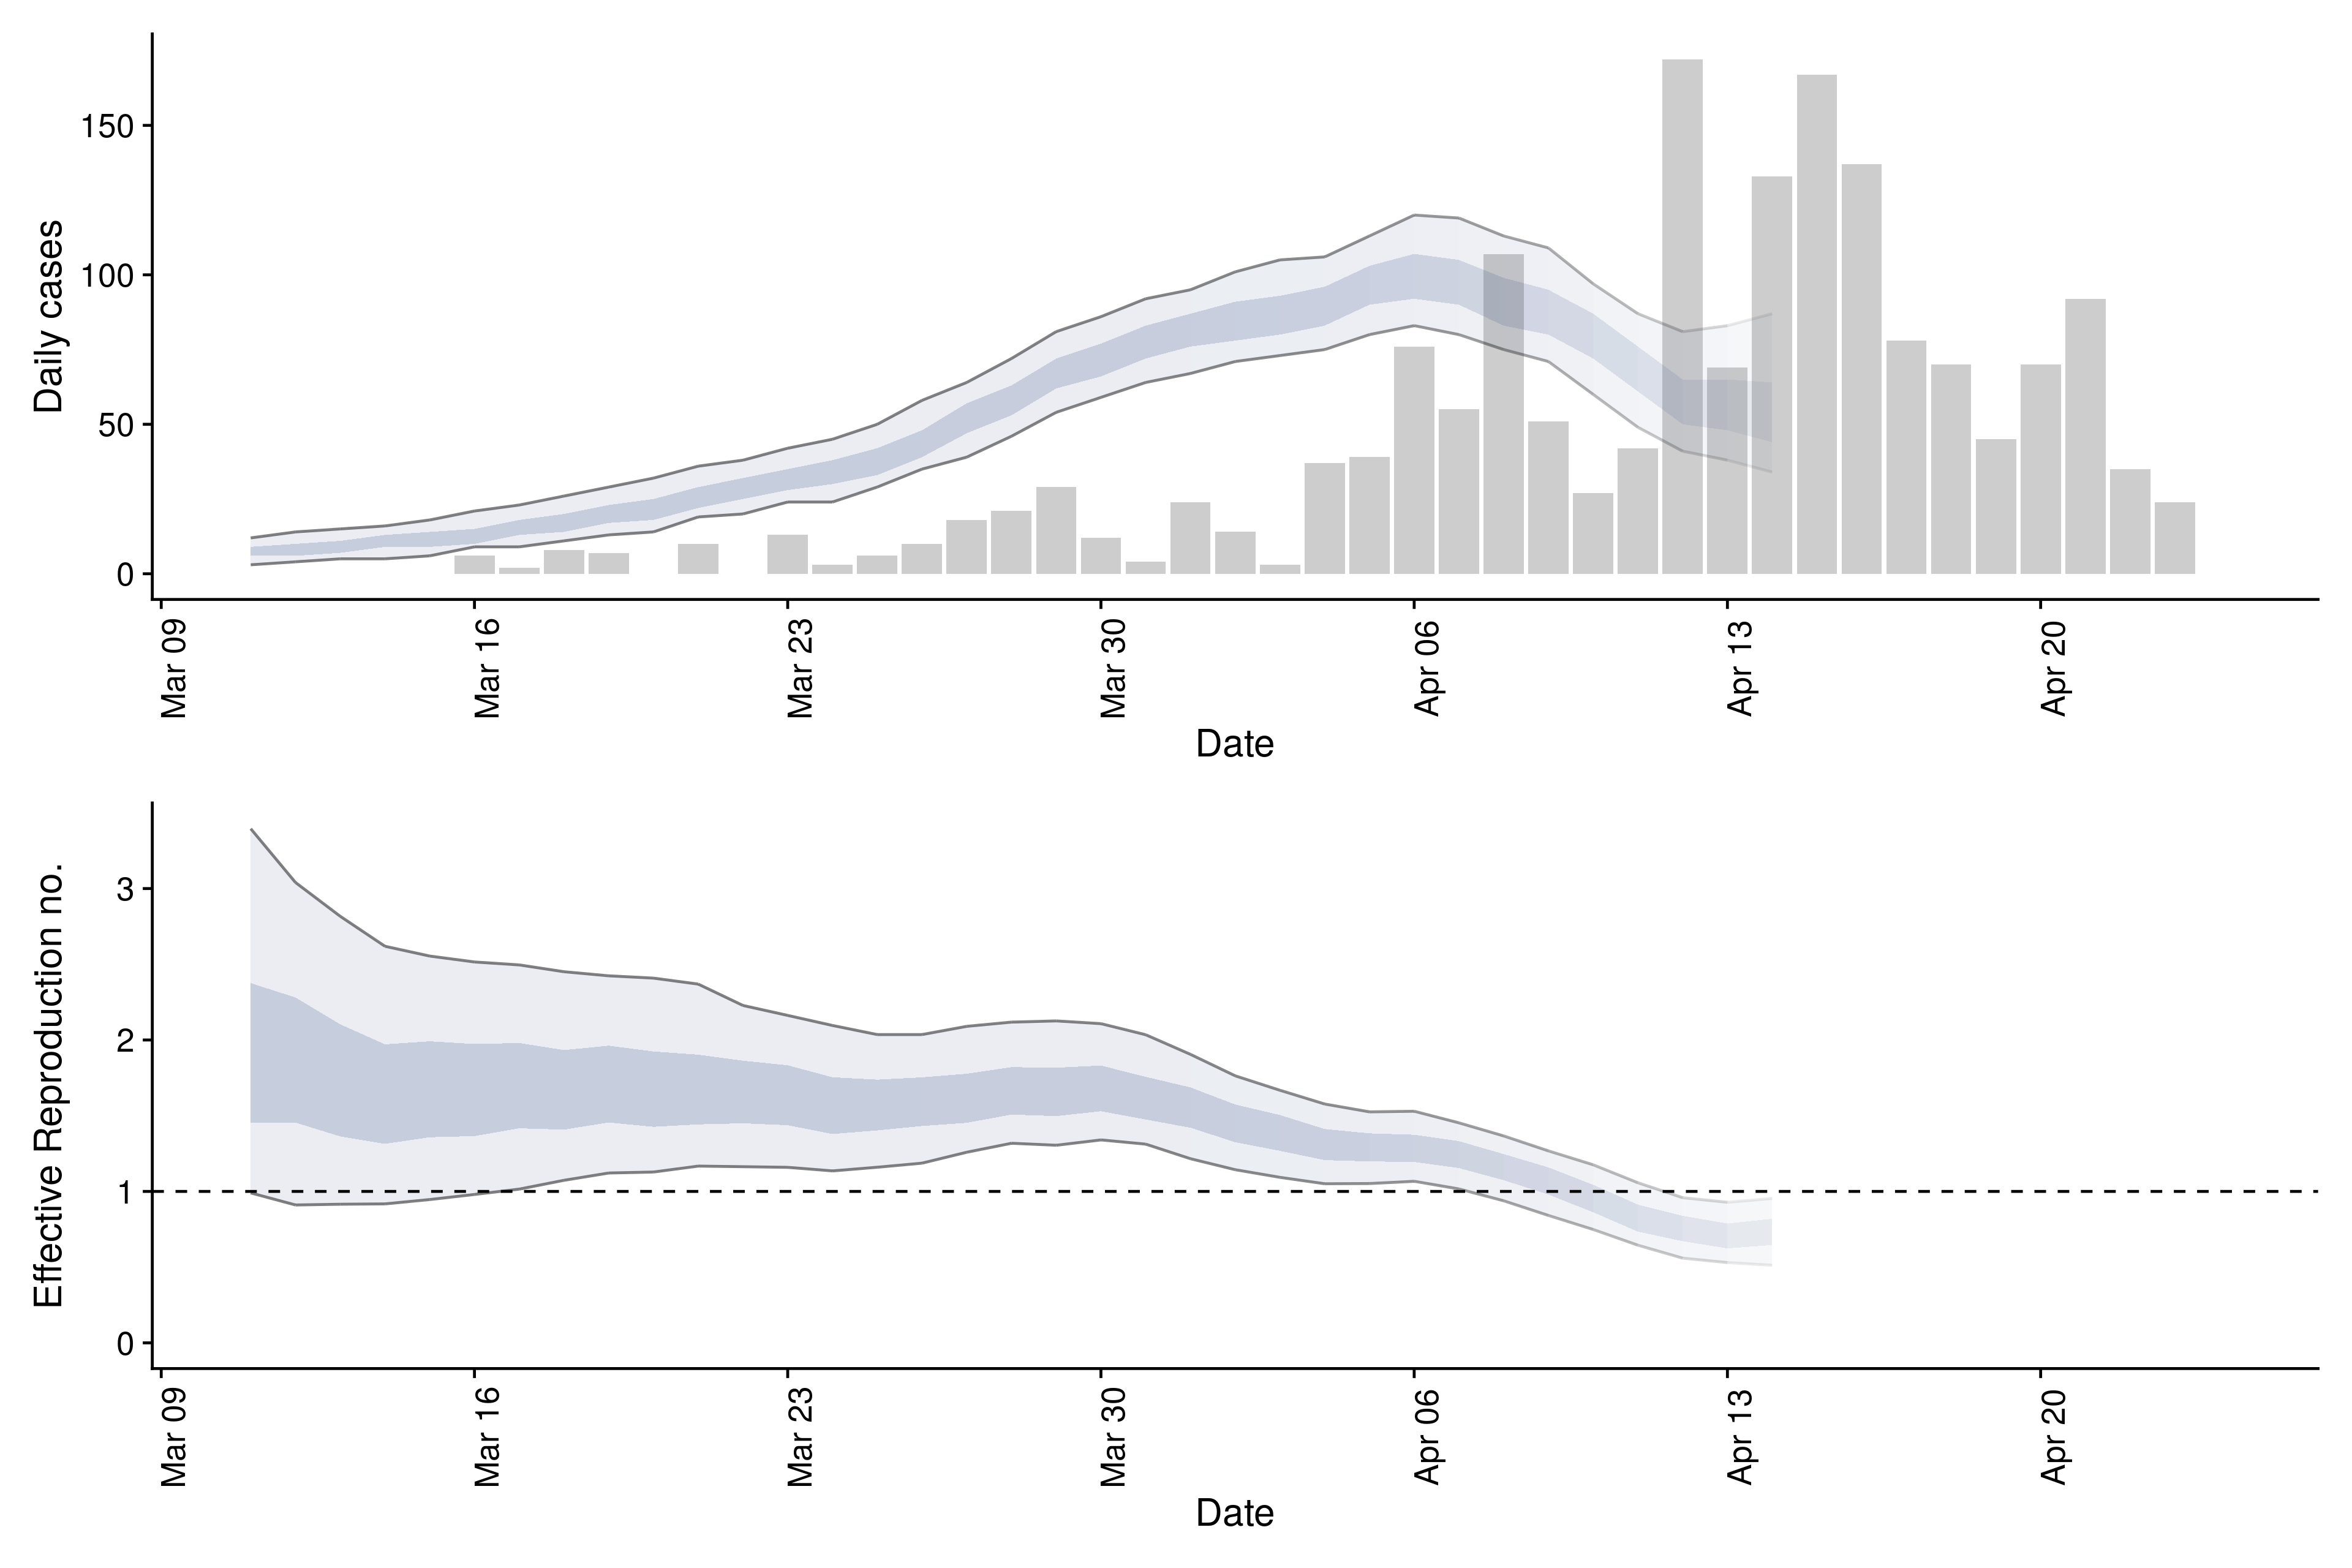 Daily cases
150
100
50
0
Mar 09
Mar 16
Mar 23
Mar 30
Apr 06
Apr 13
Apr 20
Date
Effective Reproduction no.
3
2
1
0
Mar 09
Mar 16
Mar 23
Mar 30
Apr 06
Apr 13
Apr 20
Date